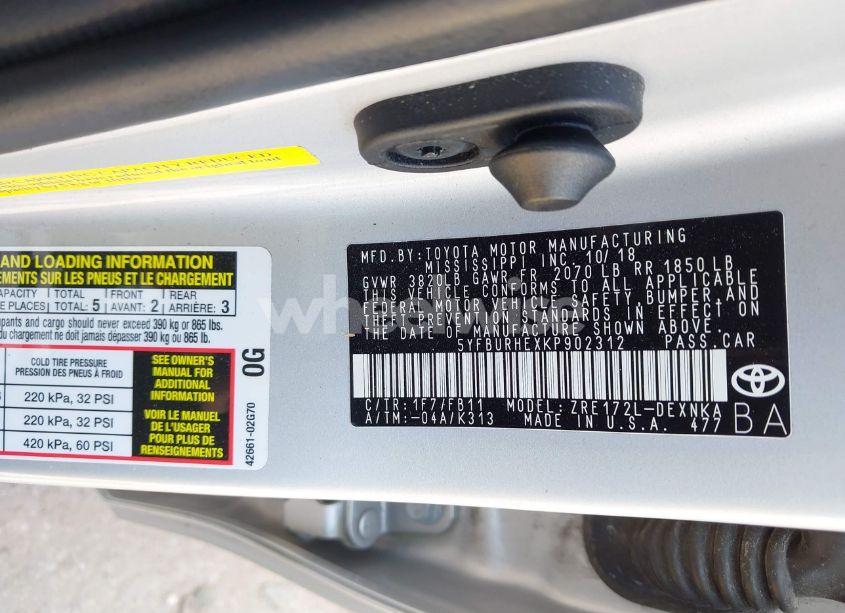 CAPACITY REDUCED
AND LOADING INFORMATION
EMENTS SUR LES PNEUS ET LE CHARGEMENT
CAPACITY TOTAL FRONT REAR
PLACES TOTAL: 5 AVANT: 2 ARRIÈRE: 3
upants and cargo should never exceed 390 kg or 865 lbs.
du chargement ne doit jamais dépasser 390 kg ou 865 lb.
COLD TIRE PRESSURE
PRESSION DES PNEUS À FROID
220 kPa, 32 PSI
220 kPa, 32 PSI
420 kPa, 60 PSI
SEE OWNER'S
MANUAL FOR
ADDITIONAL
INFORMATION
VOIR LE MANUEL
DE L'USAGER
POUR PLUS DE
RENSEIGNEMENTS
0G
42661-02G70
MFD. BY: TOYOTA MOTOR MANUFACTURING
MISSISSIPPI INC. 10/18
GVWR 3820LB GAWR FR 2070 LB RR 1850 LB
THIS VEHICLE CONFORMS TO ALL APPLICABLE
FEDERAL MOTOR VEHICLE SAFETY, BUMPER, AND
THEFT PREVENTION STANDARDS IN EFFECT ON
THE DATE OF MANUFACTURE SHOWN ABOVE.
5YFBURHEXKP902312 PASS. CAR
C/TR: 1F7/FB11 MODEL: ZRE172L-DEXNKA
A/TM: -04A/K313 MADE IN U.S.A. 477
BA